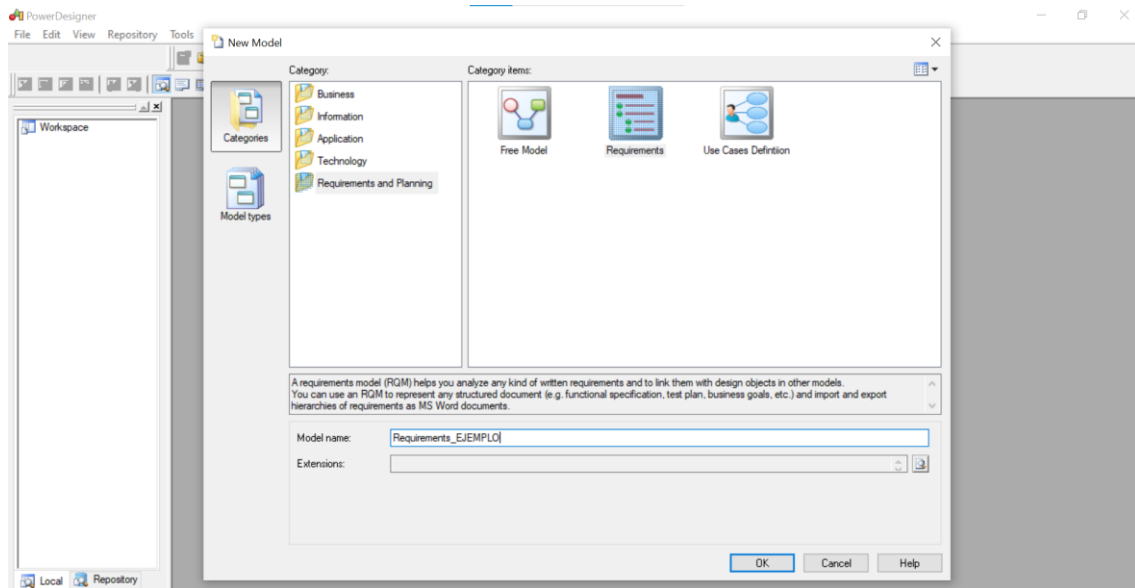 PowerDesigner
File Edit View Repository Tools
New Model
Category:
Category items:
Categories
Model types
Business
Information
Application
Technology
Requirements and Planning
Free Model
Requirements
Use Cases Defintiion
Workspace
A requirements model (RQM) helps you analyze any kind of written requirements and to link them with design objects in other models.
You can use an RQM to represent any structured document (e.g. functional specification, test plan, business goals, etc.) and import and export
hierarchies of requirements as MS Word documents.
Model name: Requirements_EJEMPLO
Extensions:
OK Cancel Help
Local Repository